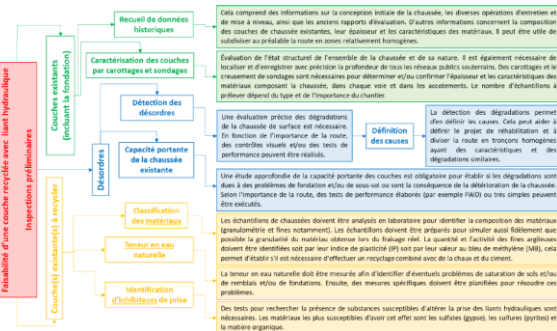 Faisabilité d'une couche recyclée avec liant hydraulique
Inspections préliminaires
Couches existantes
(incluant la fondation)
Recueil de données
historiques
Cela comprend des informations sur la conception initiale de la chaussée, les diverses opérations d'entretien et
de mise à niveau, ainsi que les anciens rapports d'évaluation. D'autres informations concernent la composition
des couches de chaussée existantes, leur épaisseur et les caractéristiques des matériaux. Il peut être utile de
subdiviser au préalable la route en zones relativement homogènes.
Caractérisation des couches
par carottages et sondages
Évaluation de l'état structurel de l'ensemble de la chaussée et de sa nature. Il est également nécessaire de
localiser et d'enregistrer avec précision la profondeur de tous les réseaux publics souterrains. Des carottages et le
creusement de sondages sont nécessaires pour déterminer et/ou confirmer l'épaisseur et les caractéristiques des
matériaux composant la chaussée, dans chaque voie et dans les accotements. Le nombre d'échantillons à
prélever dépend du type et de l'importance du chantier.
Désordres
Détection des
désordres
Une évaluation précise des dégradations
de la chaussée de surface est nécessaire.
En fonction de l'importance de la route,
des contrôles visuels et/ou des tests de
performance peuvent être réalisés.
Définition
des causes
La détection des dégradations permet
d'en définir les causes. Cela peut aider à
définir le projet de réhabilitation et à
diviser la route en tronçons homogènes
ayant des caractéristiques et des
dégradations similaires.
Capacité portante
de la chaussée
existante
Une étude approfondie de la capacité portante des couches est obligatoire pour établir si les dégradations sont
dues à des problèmes de fondation et/ou de sous-sol ou sont la conséquence de la détérioration de la chaussée.
Selon l'importance de la route, des tests de performance élaborés (par exemple FWD) ou très simples peuvent
être exécutés.
Couche(s) existante(s) à recycler
Classification
des matériaux
Les échantillons de chaussées doivent être analysés en laboratoire pour identifier la composition des matériaux
(granulométrie et fines notamment). Les échantillons doivent être préparés pour simuler aussi fidèlement que
possible la granularité du matériau obtenue lors du fraisage réel. La quantité et l'activité des fines argileuses
doivent être identifiées soit par leur indice de plasticité (IP) soit par leur valeur au bleu de méthylène (MB), cela
permet d'établir s'il est nécessaire d'effectuer un recyclage combiné avec de la chaux et du ciment.
Teneur en eau
naturelle
La teneur en eau naturelle doit être mesurée afin d'identifier d'éventuels problèmes de saturation de sols et/ou
de remblais et/ou de fondations. Ensuite, des mesures spécifiques doivent être planifiées pour résoudre ces
problèmes.
Identification
d'inhibiteurs de prise
Des tests pour rechercher la présence de substances susceptibles d'altérer la prise des liants hydrauliques sont
nécessaires. Les matériaux les plus susceptibles d'avoir cet effet sont les sulfates (gypse), les sulfures (pyrites) et
la matière organique.